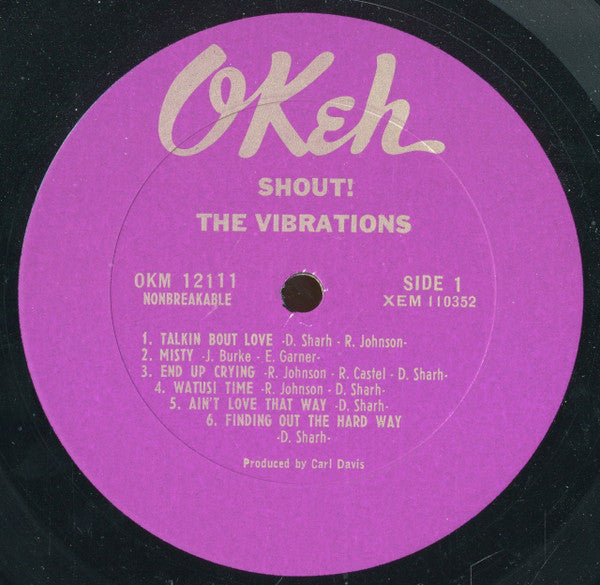 OKeh
SHOUT!
THE VIBRATIONS
OKM 12111
NONBREAKABLE
SIDE 1
XEM 110352
1. TALKIN BOUT LOVE -D. Sharh - R. Johnson-
2. MISTY -J. Burke - E. Garner-
3. END UP CRYING -R. Johnson - R. Castel - D. Sharh-
4. WATUSI TIME -R. Johnson - D. Sharh-
5. AIN'T LOVE THAT WAY -D. Sharh-
6. FINDING OUT THE HARD WAY
-D. Sharh-
Produced by Carl Davis